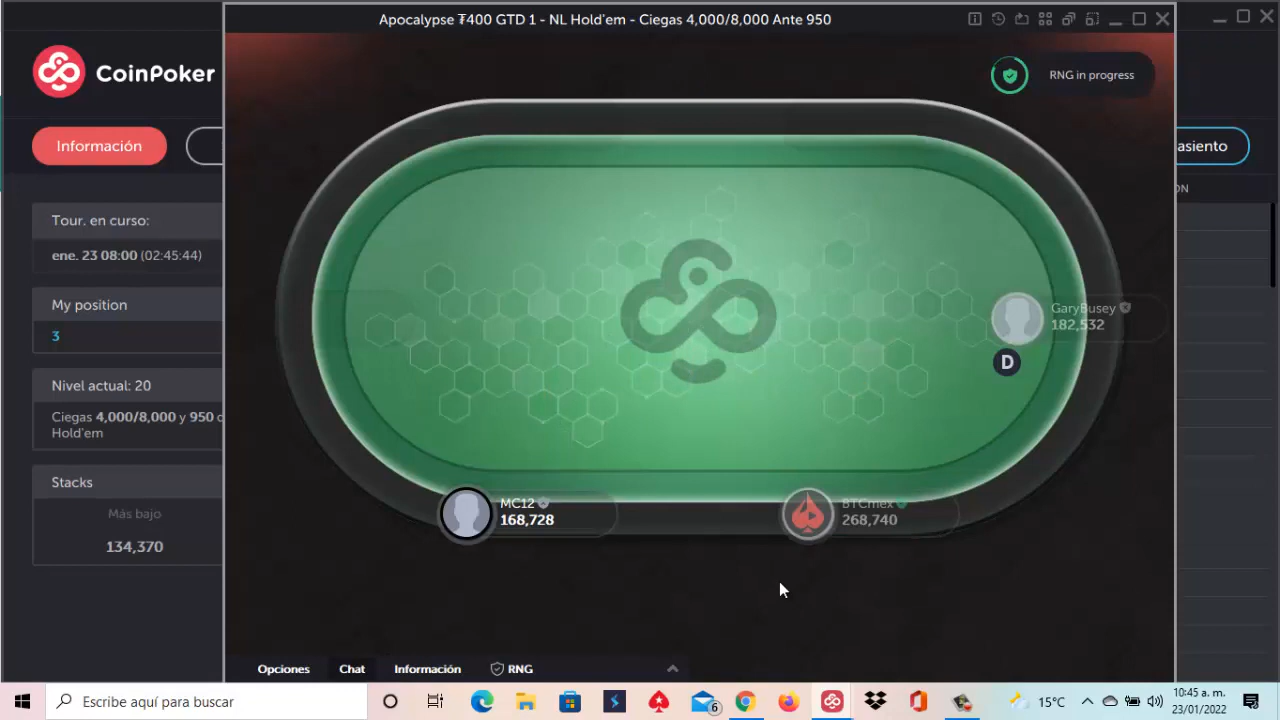 Apocalypse ₮400 GTD 1 - NL Hold'em - Ciegas 4,000/8,000 Ante 950
CoinPoker
RNG in progress
Información
asiento
ON
Tour. en curso:
ene. 23 08:00 (02:45:44)
My position
3
Nivel actual: 20
Ciegas 4,000/8,000 y 950 d
Hold'em
Stacks
Más bajo
134,370
GaryBusey
182,532
D
MC12
168,728
BTCmex
268,740
Opciones
Chat
Información
RNG
Escribe aquí para buscar
6
15°C
10:45 a. m.
23/01/2022